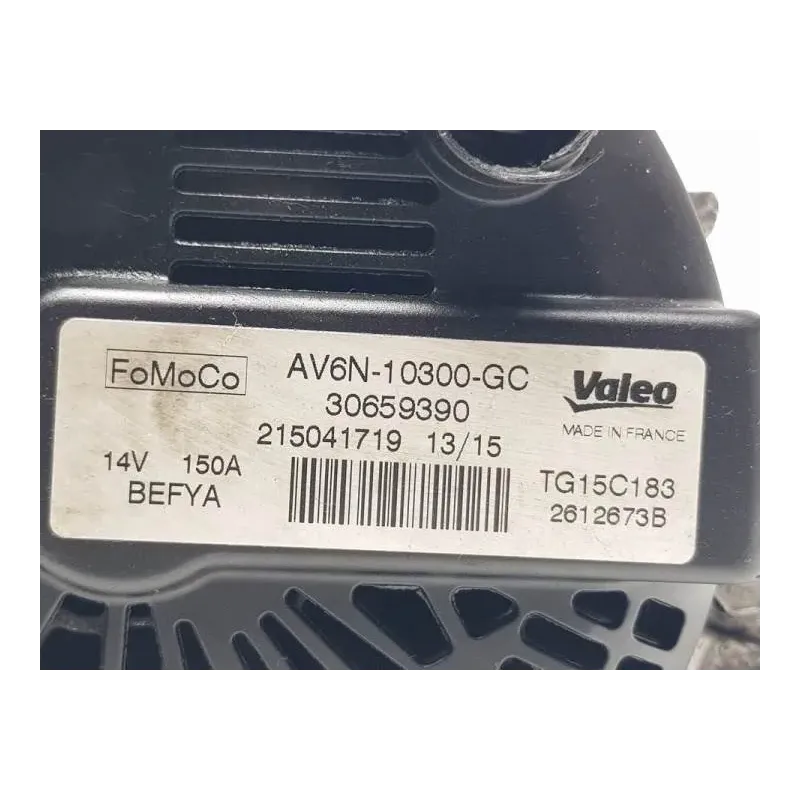 FoMoCo
AV6N-10300-GC
30659390
215041719 13/15
14V 150A
BEFYA
Valeo
MADE IN FRANCE
TG15C183
2612673B